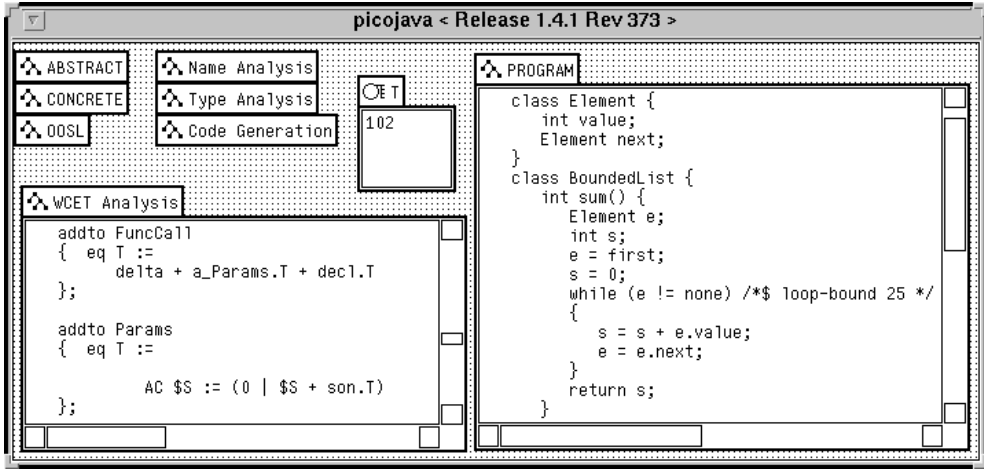 picojava < Release 1.4.1 Rev 373 >
ABSTRACT
CONCRETE
OOSL
Name Analysis
Type Analysis
Code Generation
ET
102
WCET Analysis
addto FuncCall
{ eq T :=
delta + a_Params.T + decl.T
};
addto Params
{ eq T :=
AC $S := (0 | $S + son.T)
};
PROGRAM
class Element {
int value;
Element next;
}
class BoundedList {
int sum() {
Element e;
int s;
e = first;
s = 0;
while (e != none) /*$ loop-bound 25 */
{
s = s + e.value;
e = e.next;
}
return s;
}